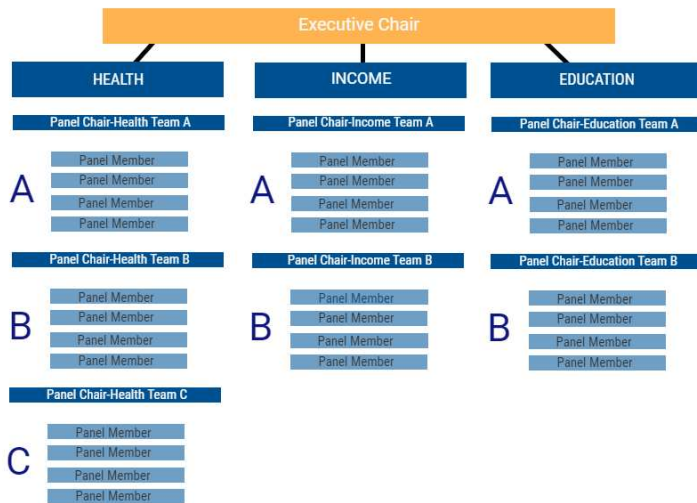 Executive Chair
HEALTH
INCOME
EDUCATION
Panel Chair-Health Team A
A
Panel Member
Panel Member
Panel Member
Panel Member
Panel Chair-Health Team B
B
Panel Member
Panel Member
Panel Member
Panel Member
Panel Chair-Health Team C
C
Panel Member
Panel Member
Panel Member
Panel Member
Panel Chair-Income Team A
A
Panel Member
Panel Member
Panel Member
Panel Member
Panel Chair-Income Team B
B
Panel Member
Panel Member
Panel Member
Panel Member
Panel Chair-Education Team A
A
Panel Member
Panel Member
Panel Member
Panel Member
Panel Chair-Education Team B
B
Panel Member
Panel Member
Panel Member
Panel Member